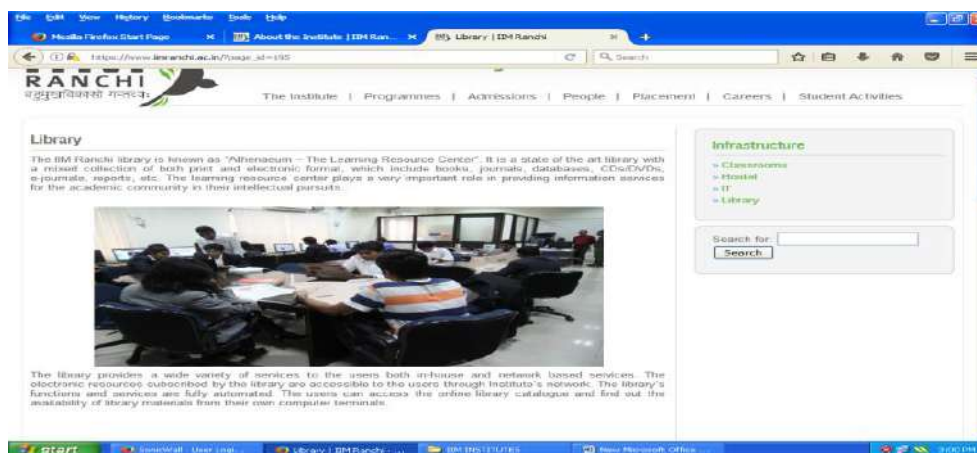 File Edit View History Bookmarks Tools Help
Mozilla Firefox Start Page × About the Institute | IIM Ran... × Library | IIM Ranchi × +
https://www.iimranchi.ac.in/?page_id=195 Search
RANCHI
The Institute | Programmes | Admissions | People | Placement | Careers | Student Activities
Library
The IIM Ranchi library is known as "Athenaeum – The Learning Resource Center". It is a state of the art library with
a mixed collection of both print and electronic format, which include books, journals, databases, CDs/DVDs,
e-journals, reports, etc. The learning resource center plays a very important role in providing information services
for the academic community in their intellectual pursuits.
The library provides a wide variety of services to the users both in-house and network based services. The
electronic resources subscribed by the library are accessible to the users through Institute's network. The library's
functions and services are fully automated. The users can access the online library catalogue and find out the
availability of library materials from their own computer terminals.
Infrastructure
» Classrooms
» Hostel
» IT
» Library
Search for:
Search
start SonicWall - User Logi... Library | IIM Ranchi - ... IIM INSTITUTES New Microsoft Office ... 3:00 PM